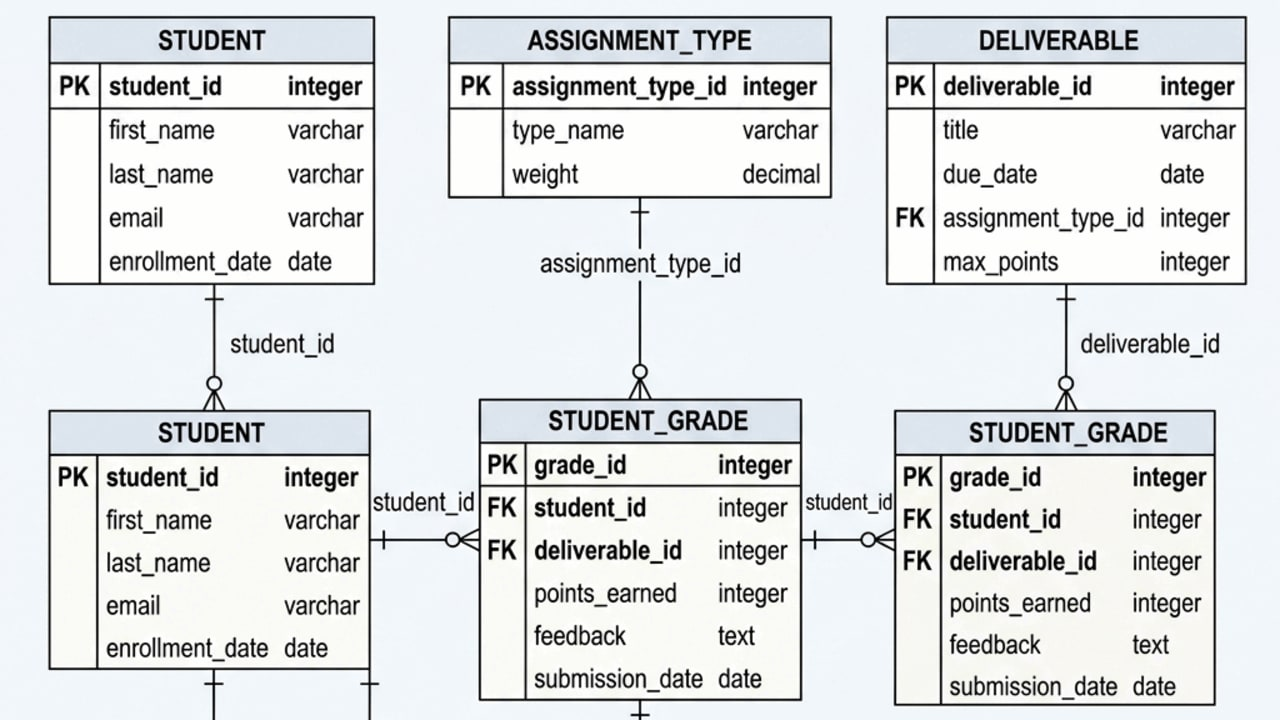 STUDENT
PK student_id integer
first_name varchar
last_name varchar
email varchar
enrollment_date date
ASSIGNMENT_TYPE
PK assignment_type_id integer
type_name varchar
weight decimal
DELIVERABLE
PK deliverable_id integer
title varchar
due_date date
FK assignment_type_id integer
max_points integer
student_id
assignment_type_id
deliverable_id
STUDENT
PK student_id integer
first_name varchar
last_name varchar
email varchar
enrollment_date date
student_id
STUDENT_GRADE
PK grade_id integer
FK student_id integer
FK deliverable_id integer
points_earned integer
feedback text
submission_date date
student_id
STUDENT_GRADE
PK grade_id integer
FK student_id integer
FK deliverable_id integer
points_earned integer
feedback text
submission_date date